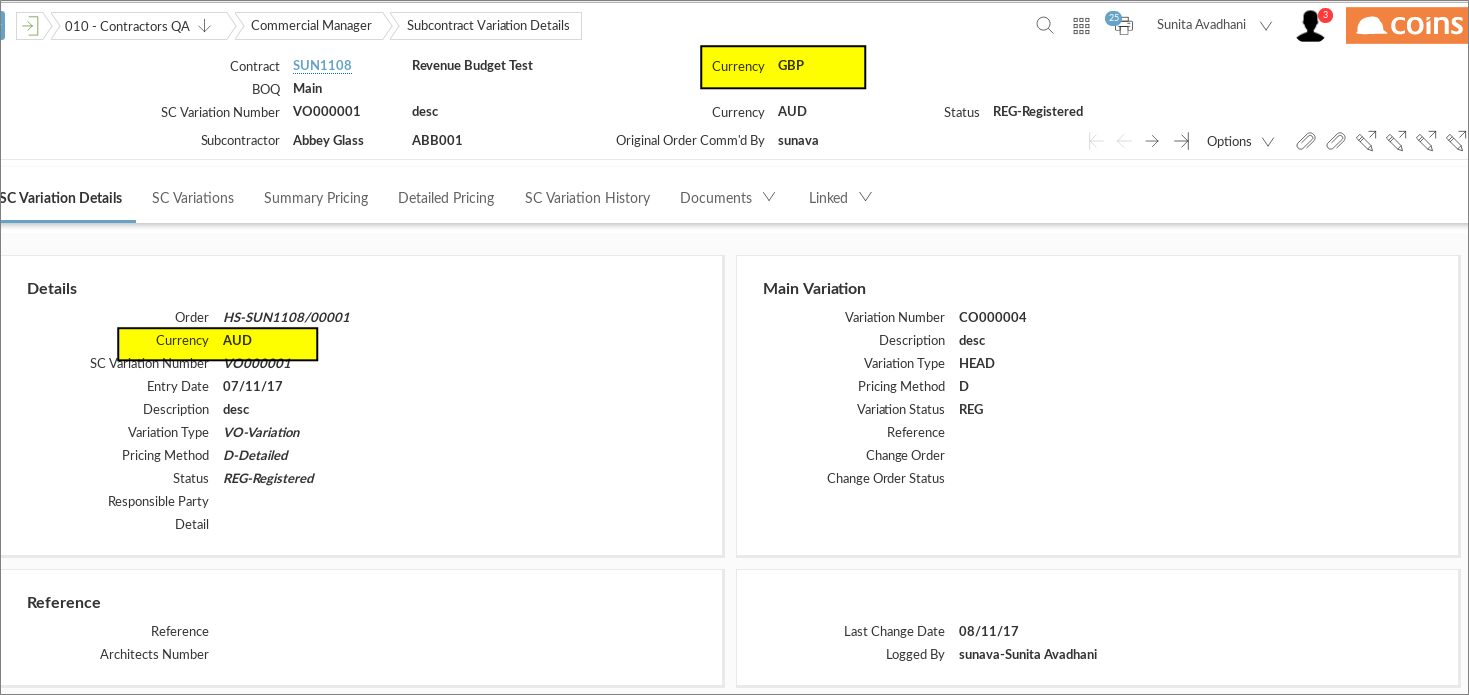 010 - Contractors QA Commercial Manager Subcontract Variation Details 25 Sunita Avadhani 3 coins
Contract SUN1108 Revenue Budget Test Currency GBP
BOQ Main
SC Variation Number VO000001 desc Currency AUD Status REG-Registered
Subcontractor Abbey Glass ABB001 Original Order Comm'd By sunava Options
SC Variation Details SC Variations Summary Pricing Detailed Pricing SC Variation History Documents Linked
Details
Order HS-SUN1108/00001
Currency AUD
SC Variation Number VO000001
Entry Date 07/11/17
Description desc
Variation Type VO-Variation
Pricing Method D-Detailed
Status REG-Registered
Responsible Party
Detail
Main Variation
Variation Number CO000004
Description desc
Variation Type HEAD
Pricing Method D
Variation Status REG
Reference
Change Order
Change Order Status
Reference
Reference
Architects Number
Last Change Date 08/11/17
Logged By sunava-Sunita Avadhani